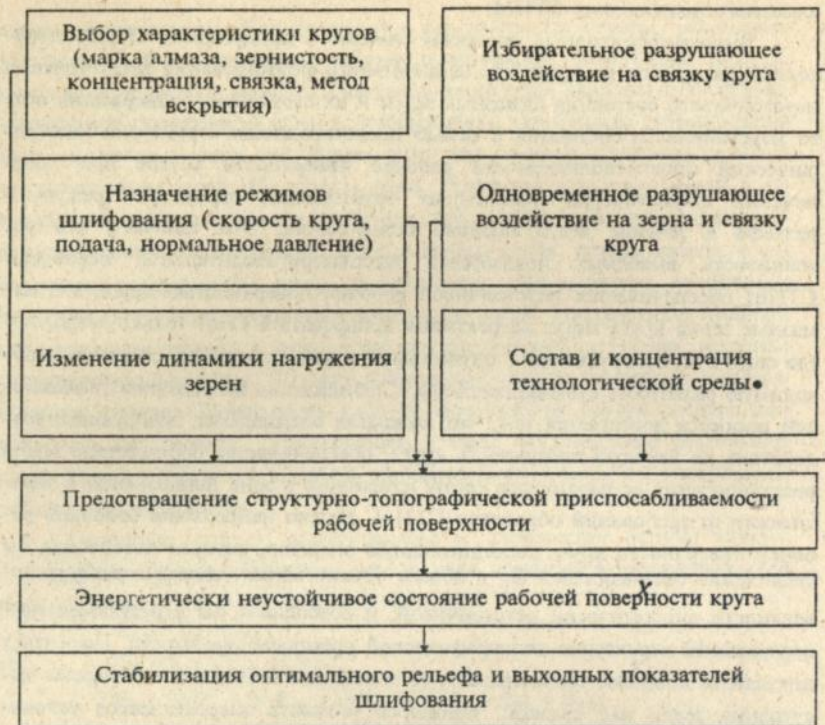 Выбор характеристики кругов
(марка алмаза, зернистость,
концентрация, связка, метод
вскрытия)
Избирательное разрушающее
воздействие на связку круга
Назначение режимов
шлифования (скорость круга,
подача, нормальное давление)
Одновременное разрушающее
воздействие на зерна и связку
круга
Изменение динамики нагружения
зерен
Состав и концентрация
технологической среды
Предотвращение структурно-топографической приспосабливаемости
рабочей поверхности
Энергетически неустойчивое состояние рабочей поверхности круга
Стабилизация оптимального рельефа и выходных показателей
шлифования